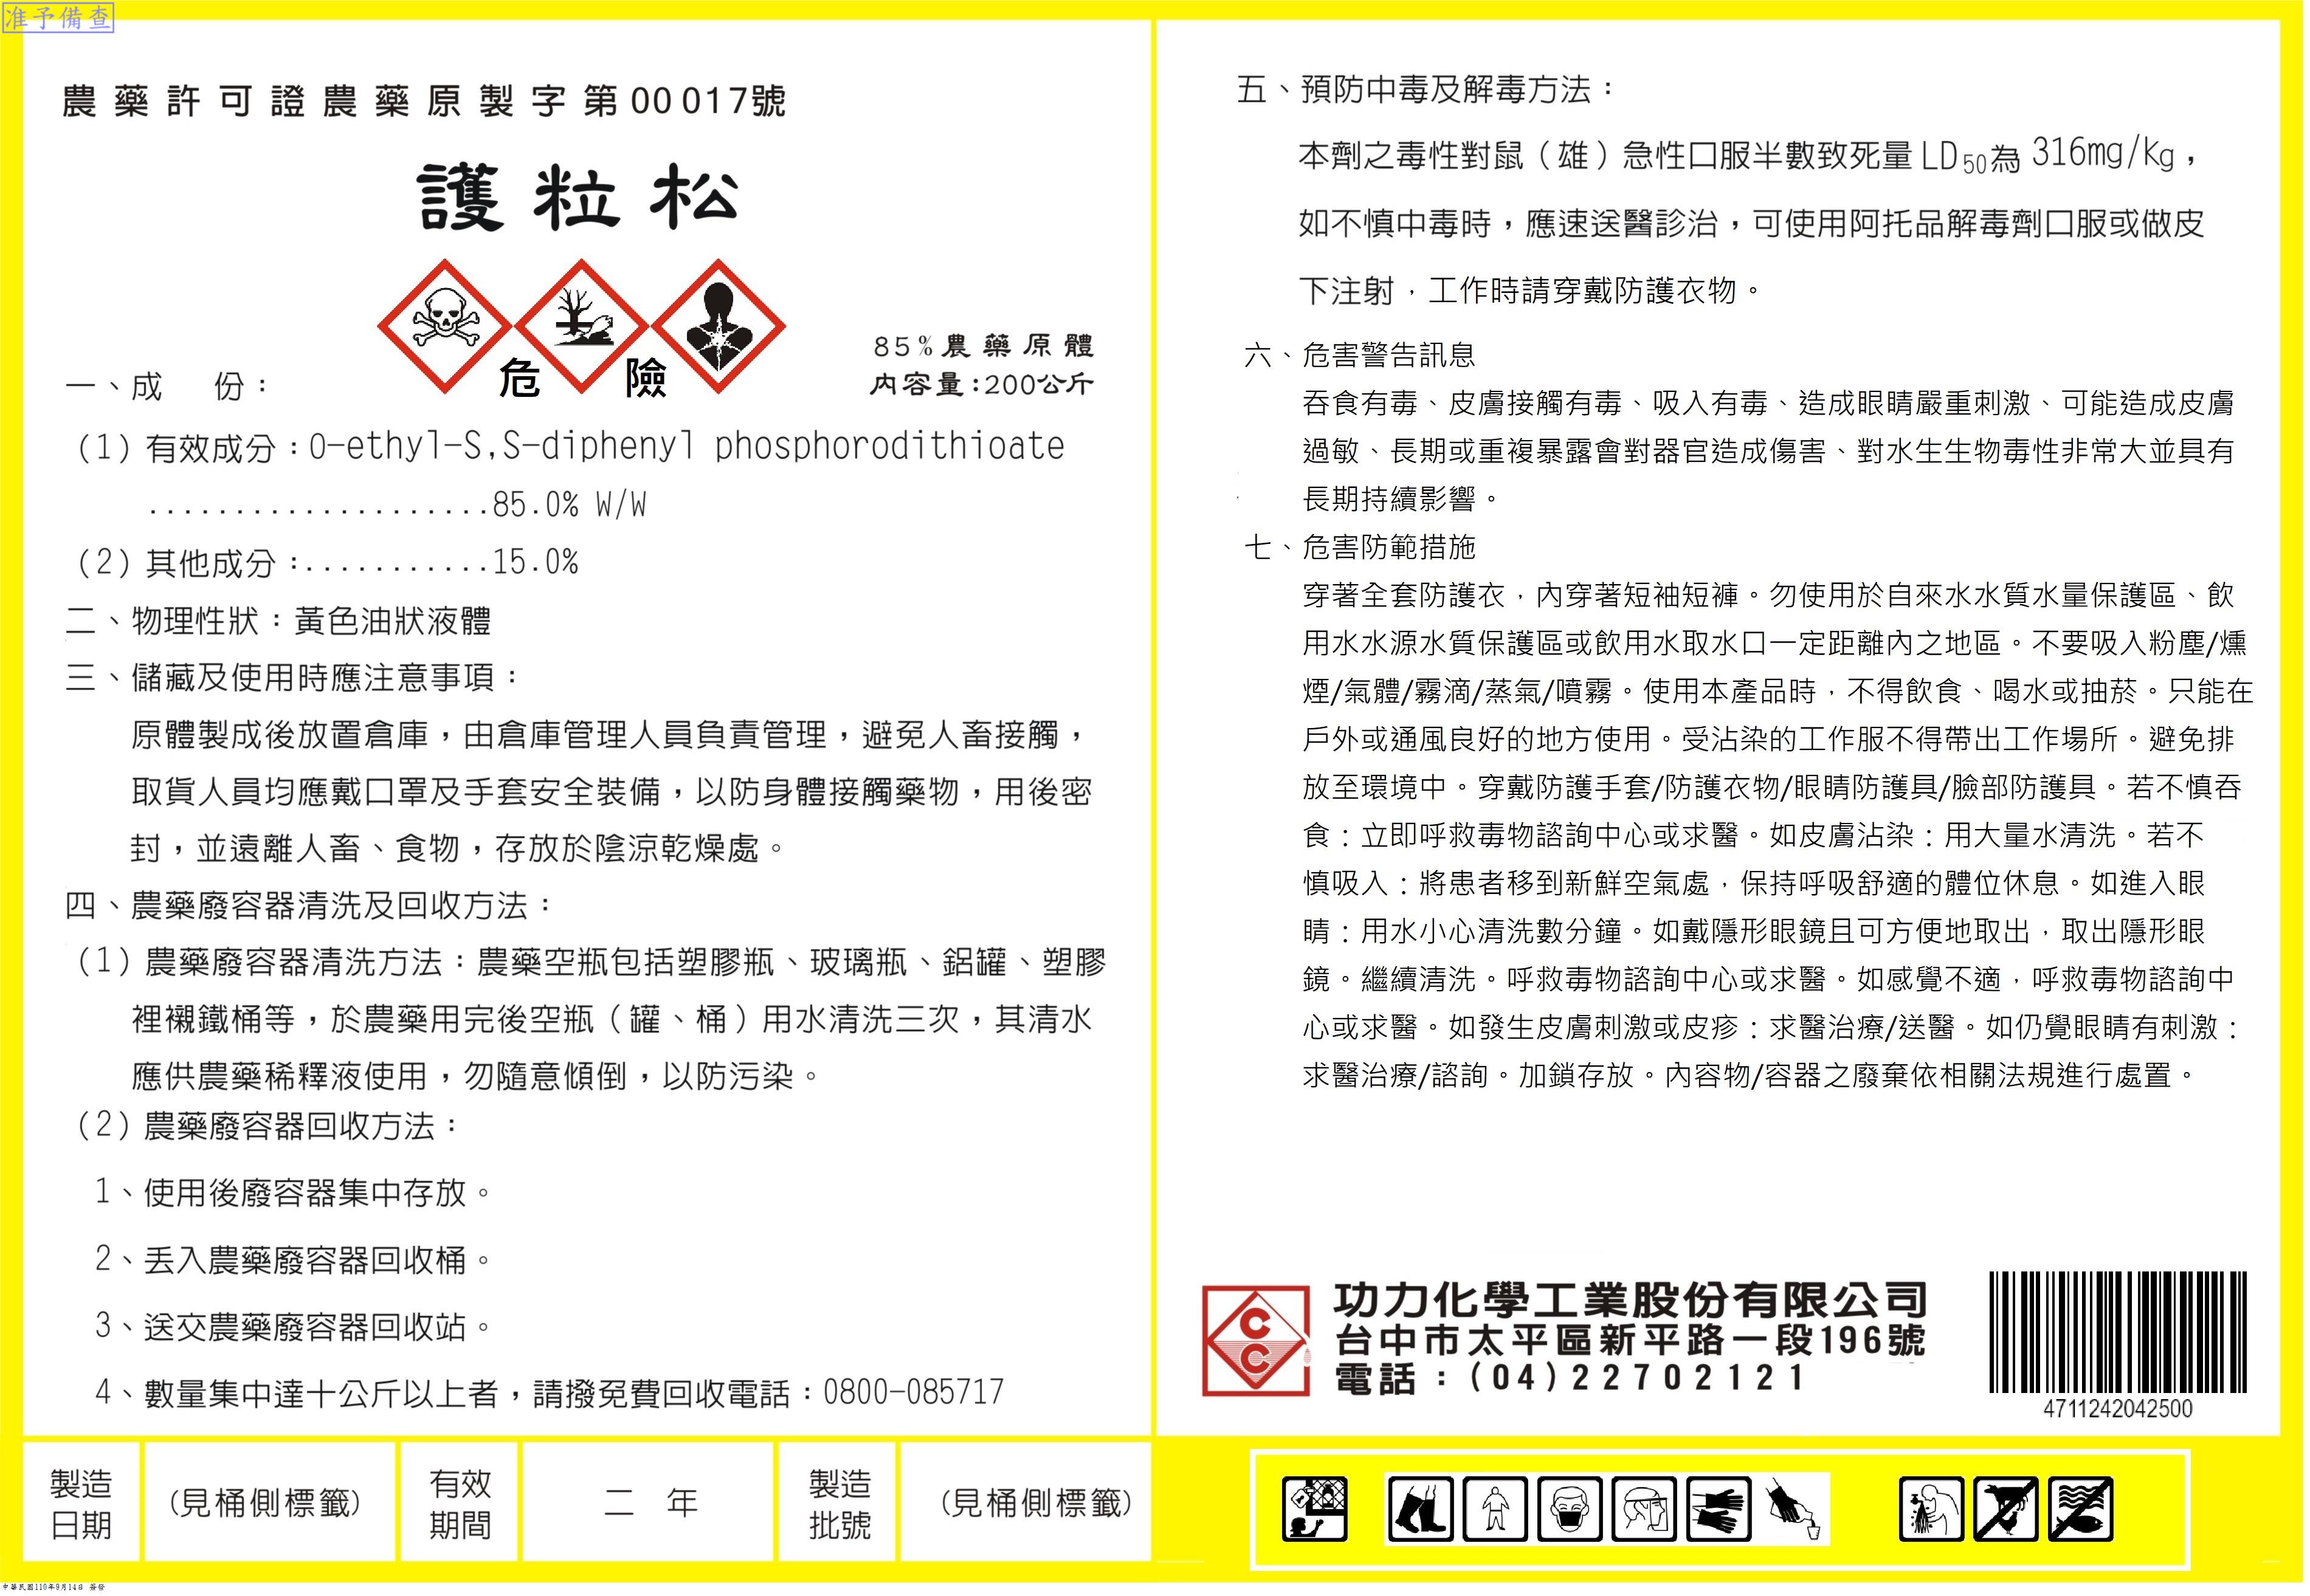 准予備查
農藥許可證農藥原製字第00017號
護粒松
危 險
85%農藥原體
內容量:200公斤
一、成 份：
(1)有效成分：O-ethyl-S,S-diphenyl phosphorodithioate
....................85.0% W/W
(2)其他成分：...........15.0%
二、物理性狀：黃色油狀液體
三、儲藏及使用時應注意事項：
原體製成後放置倉庫，由倉庫管理人員負責管理，避免人畜接觸，
取貨人員均應戴口罩及手套安全裝備，以防身體接觸藥物，用後密
封，並遠離人畜、食物，存放於陰涼乾燥處。
四、農藥廢容器清洗及回收方法：
(1)農藥廢容器清洗方法：農藥空瓶包括塑膠瓶、玻璃瓶、鋁罐、塑膠
裡襯鐵桶等，於農藥用完後空瓶（罐、桶）用水清洗三次，其清水
應供農藥稀釋液使用，勿隨意傾倒，以防污染。
(2)農藥廢容器回收方法：
1、使用後廢容器集中存放。
2、丟入農藥廢容器回收桶。
3、送交農藥廢容器回收站。
4、數量集中達十公斤以上者，請撥免費回收電話：0800-085717
製造日期
(見桶側標籤)
有效期間
二 年
製造批號
(見桶側標籤)
五、預防中毒及解毒方法：
本劑之毒性對鼠（雄）急性口服半數致死量LD50為 316mg/kg，
如不慎中毒時，應速送醫診治，可使用阿托品解毒劑口服或做皮
下注射，工作時請穿戴防護衣物。
六、危害警告訊息
吞食有毒、皮膚接觸有毒、吸入有毒、造成眼睛嚴重刺激、可能造成皮膚
過敏、長期或重複暴露會對器官造成傷害、對水生生物毒性非常大並具有
長期持續影響。
七、危害防範措施
穿著全套防護衣，內穿著短袖短褲。勿使用於自來水水質水量保護區、飲
用水水源水質保護區或飲用水取水口一定距離內之地區。不要吸入粉塵/燻
煙/氣體/霧滴/蒸氣/噴霧。使用本產品時，不得飲食、喝水或抽菸。只能在
戶外或通風良好的地方使用。受沾染的工作服不得帶出工作場所。避免排
放至環境中。穿戴防護手套/防護衣物/眼睛防護具/臉部防護具。若不慎吞
食：立即呼救毒物諮詢中心或求醫。如皮膚沾染：用大量水清洗。若不
慎吸入：將患者移到新鮮空氣處，保持呼吸舒適的體位休息。如進入眼
睛：用水小心清洗數分鐘。如戴隱形眼鏡且可方便地取出，取出隱形眼
鏡。繼續清洗。呼救毒物諮詢中心或求醫。如感覺不適，呼救毒物諮詢中
心或求醫。如發生皮膚刺激或皮疹：求醫治療/送醫。如仍覺眼睛有刺激：
求醫治療/諮詢。加鎖存放。內容物/容器之廢棄依相關法規進行處置。
C
C
功力化學工業股份有限公司
台中市太平區新平路一段196號
電話：(04)22702121
4711242042500
中華民國110年9月14日 簽發